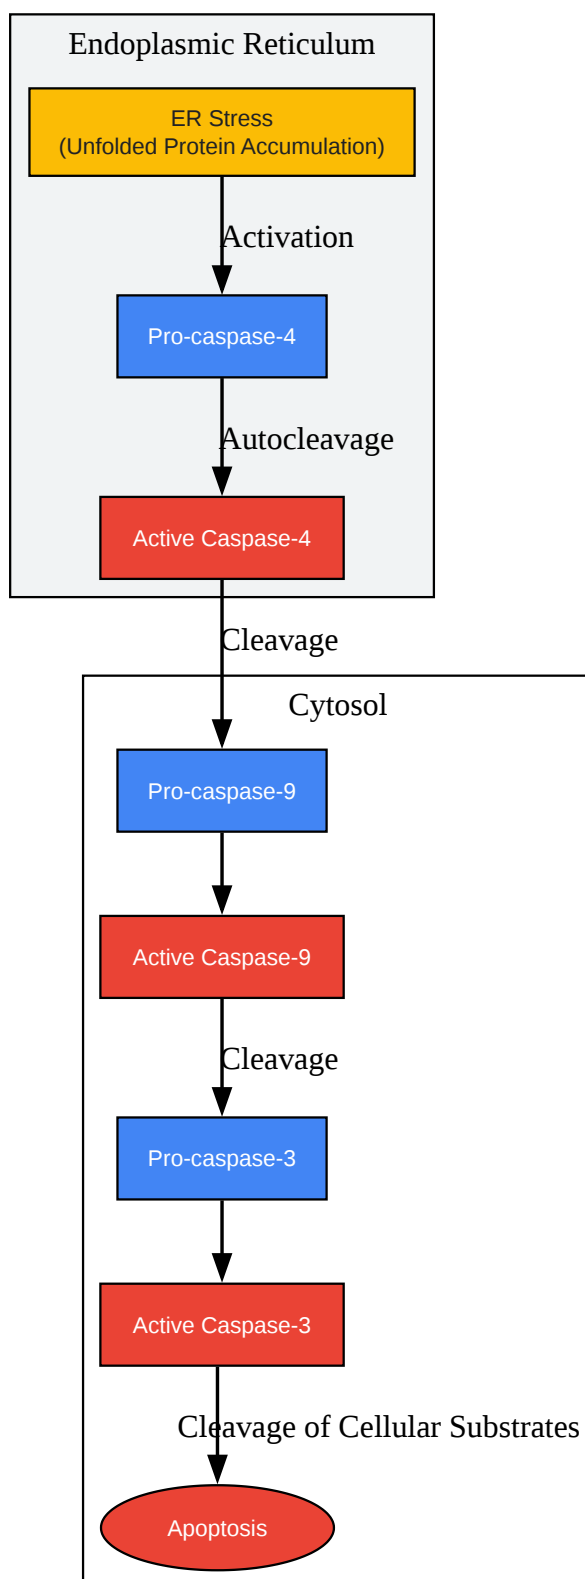 Endoplasmic Reticulum
ER Stress
(Unfolded Protein Accumulation)
Activation
Pro-caspase-4
Autocleavage
Active Caspase-4
Cleavage
Cytosol
Pro-caspase-9
Active Caspase-9
Cleavage
Pro-caspase-3
Active Caspase-3
Cleavage of Cellular Substrates
Apoptosis